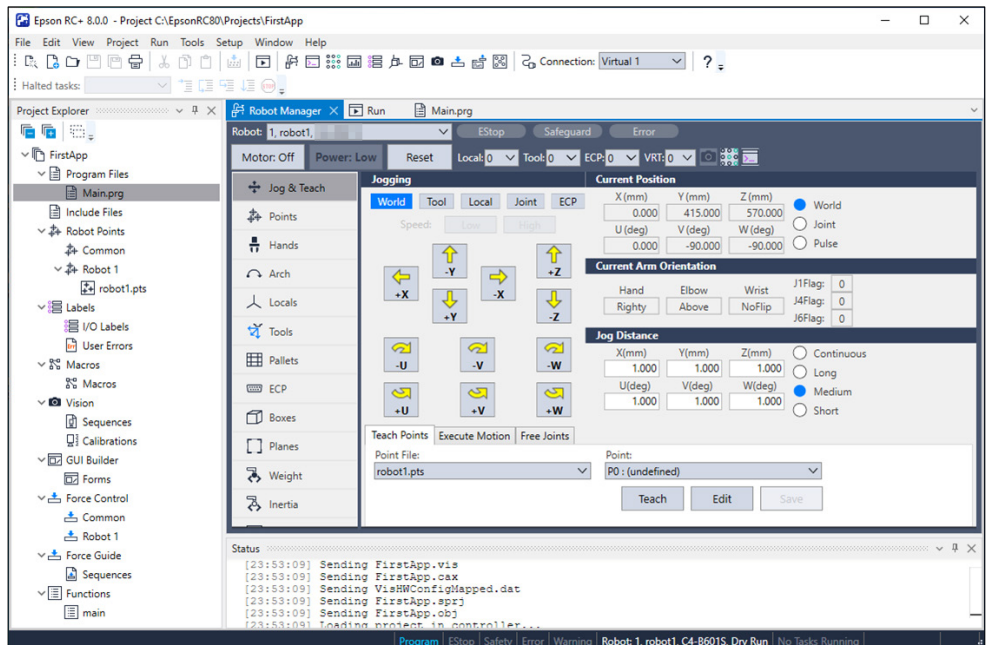 Epson RC+ 8.0.0 - Project C:\EpsonRC80\Projects\FirstApp
File Edit View Project Run Tools Setup Window Help
Connection: Virtual 1 ?
Halted tasks:
Project Explorer
FirstApp
Program Files
Main.prg
Include Files
Robot Points
Common
Robot 1
robot1.pts
Labels
I/O Labels
User Errors
Macros
Macros
Vision
Sequences
Calibrations
GUI Builder
Forms
Force Control
Common
Robot 1
Force Guide
Sequences
Functions
main
Robot Manager Run Main.prg
Robot: 1, robot1, EStop Safeguard Error
Motor: Off Power: Low Reset Local: 0 Tool: 0 ECP: 0 VRT: 0
Jog & Teach
Points
Hands
Arch
Locals
Tools
Pallets
ECP
Boxes
Planes
Weight
Inertia
Jogging
World Tool Local Joint ECP
Speed: Low High
-Y +Z
+X -X
+Y -Z
-U -V -W
+U +V +W
Current Position
X (mm) Y (mm) Z (mm)
0.000 415.000 570.000
U (deg) V (deg) W (deg)
0.000 -90.000 -90.000
World
Joint
Pulse
Current Arm Orientation
Hand Elbow Wrist
Righty Above NoFlip
J1Flag: 0
J4Flag: 0
J6Flag: 0
Jog Distance
X(mm) Y(mm) Z(mm)
1.000 1.000 1.000
U(deg) V(deg) W(deg)
1.000 1.000 1.000
Continuous
Long
Medium
Short
Teach Points Execute Motion Free Joints
Point File: Point:
robot1.pts P0 : (undefined)
Teach Edit Save
Status
[23:53:09] Sending FirstApp.vis
[23:53:09] Sending FirstApp.cax
[23:53:09] Sending VisHWConfigMapped.dat
[23:53:09] Sending FirstApp.sprj
[23:53:09] Sending FirstApp.obj
[23:53:09] Loading project in controller...
Program EStop Safety Error Warning Robot: 1, robot1, C4-B601S, Dry Run No Tasks Running